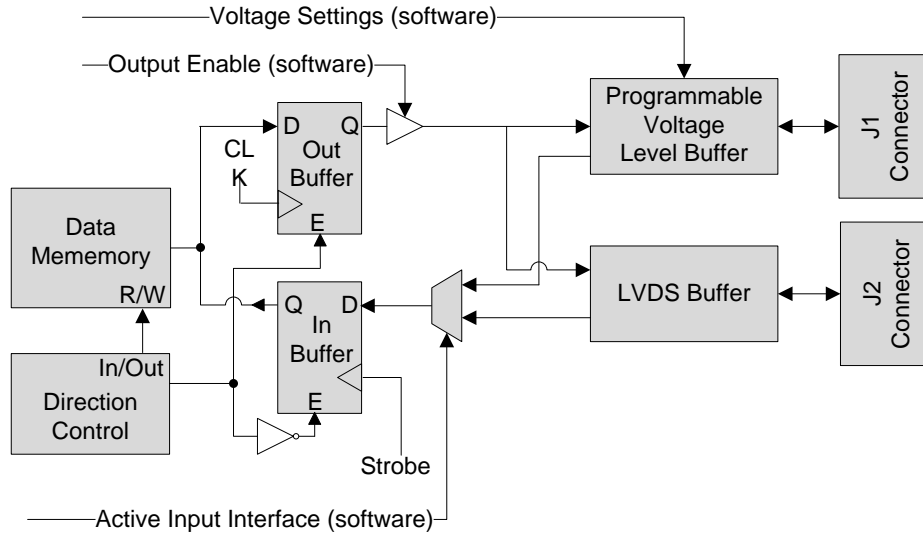 Voltage Settings (software)
Output Enable (software)
Programmable
Voltage
Level Buffer
J1
Connector
D
Q
CL
K
Out
Buffer
E
Data
Mememory
R/W
LVDS Buffer
J2
Connector
Q
D
In
Buffer
E
In/Out
Direction
Control
Strobe
Active Input Interface (software)